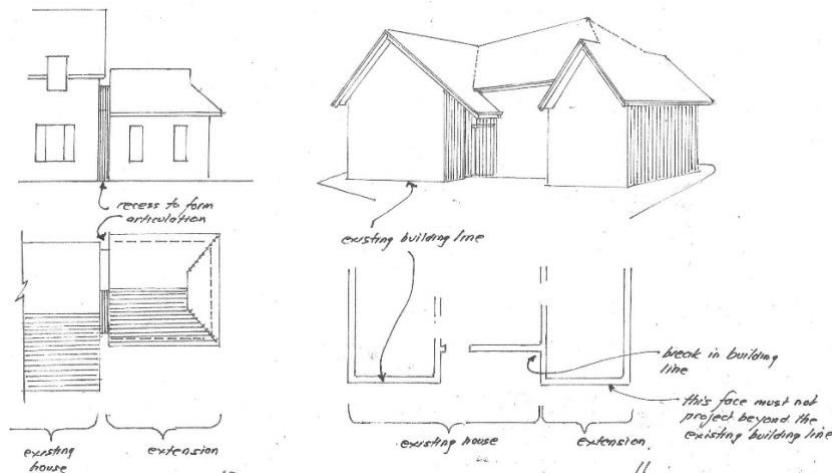 recess to form
articulation
existing building line
break in building
line
this face must not
project beyond the
existing building line
existing
house
extension
existing house
extension